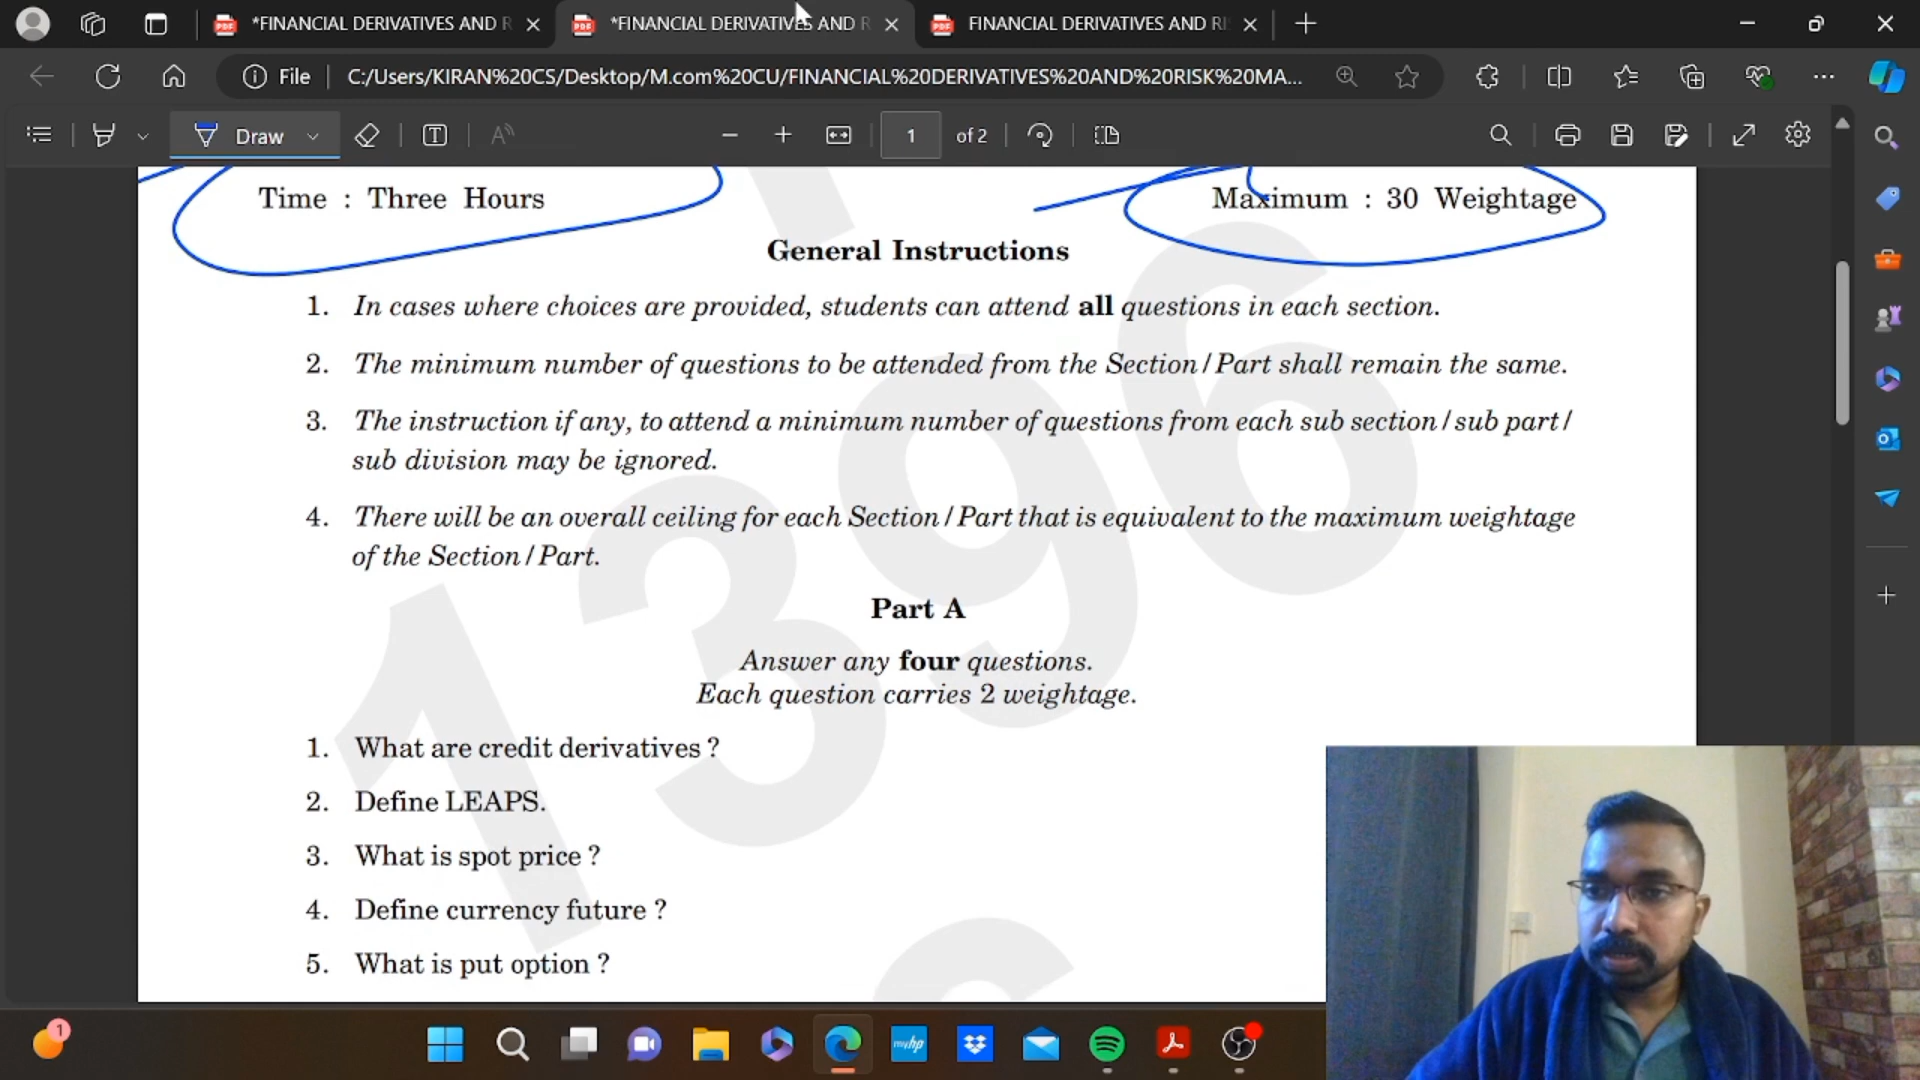 *FINANCIAL DERIVATIVES AND R
*FINANCIAL DERIVATIVES AND R
FINANCIAL DERIVATIVES AND RI
File
C:/Users/KIRAN%20CS/Desktop/M.com%20CU/FINANCIAL%20DERIVATIVES%20AND%20RISK%20MA...
Draw
1 of 2
Time : Three Hours
Maximum : 30 Weightage
General Instructions
1. In cases where choices are provided, students can attend all questions in each section.
2. The minimum number of questions to be attended from the Section / Part shall remain the same.
3. The instruction if any, to attend a minimum number of questions from each sub section / sub part /
sub division may be ignored.
4. There will be an overall ceiling for each Section / Part that is equivalent to the maximum weightage
of the Section / Part.
Part A
Answer any four questions.
Each question carries 2 weightage.
1. What are credit derivatives ?
2. Define LEAPS.
3. What is spot price ?
4. Define currency future ?
5. What is put option ?
1396
1
myhp